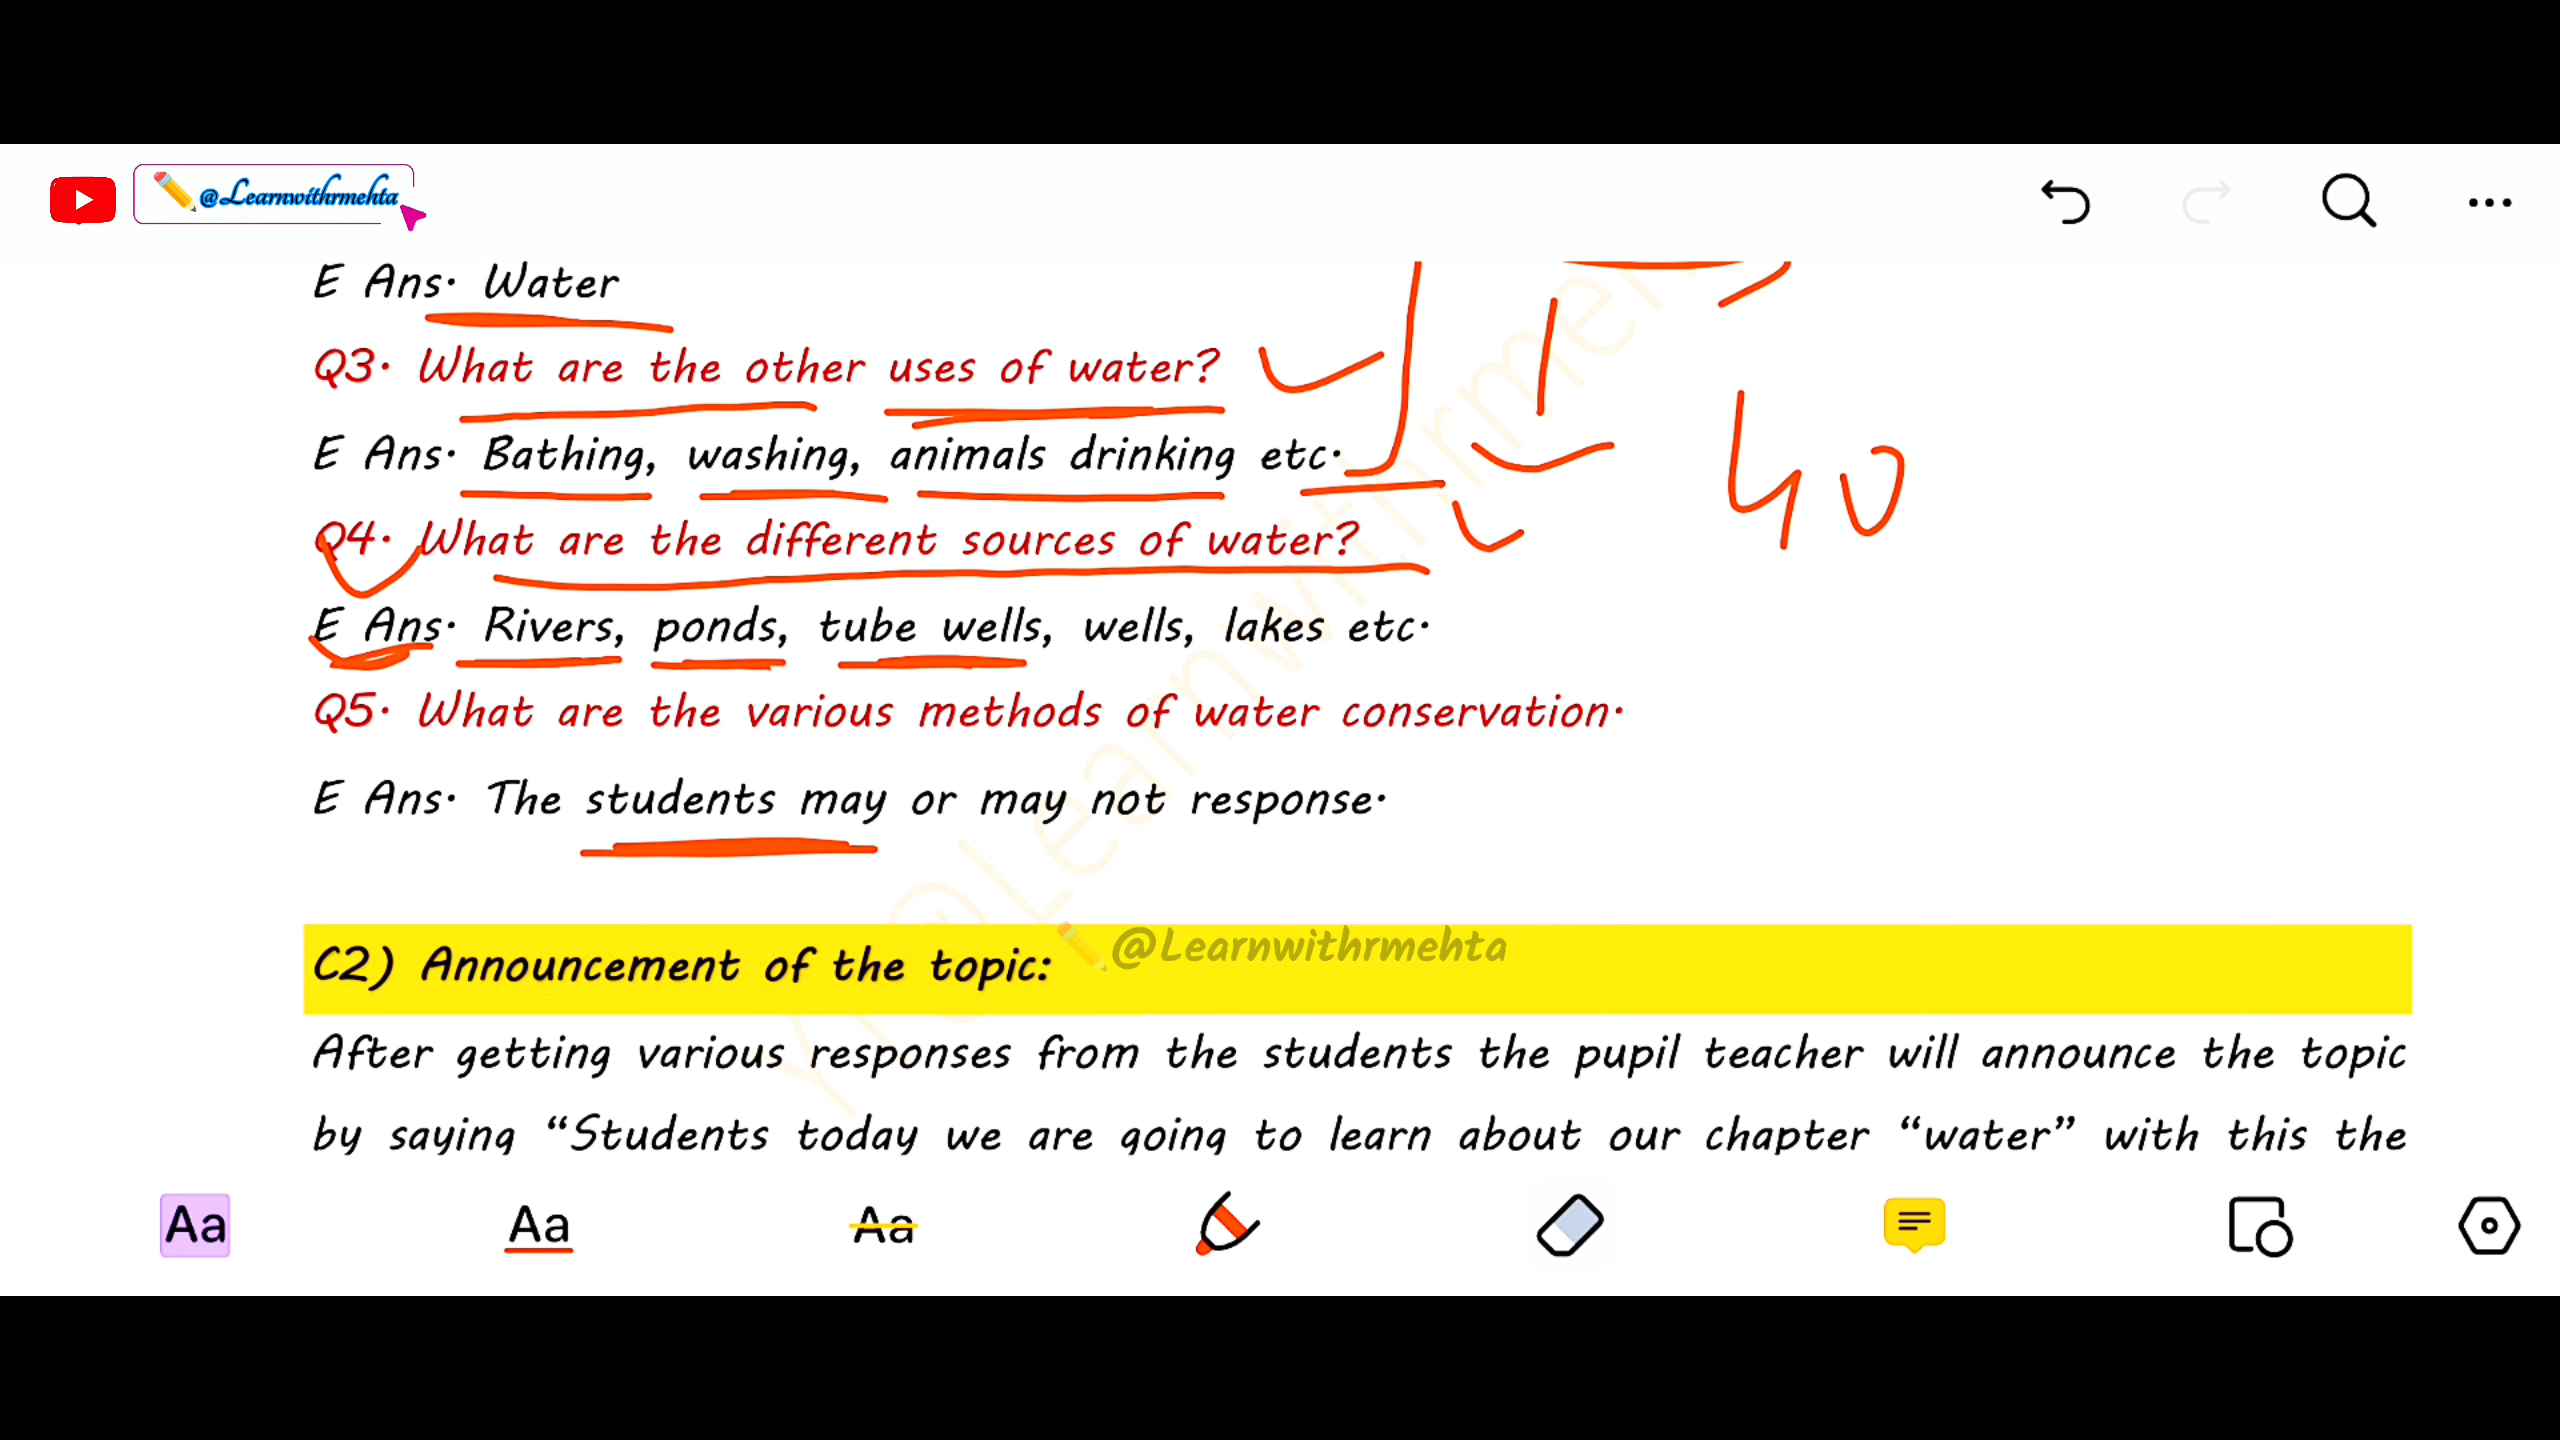 @Learnwithrmehta
E Ans. Water
Q3. What are the other uses of water?
E Ans. Bathing, washing, animals drinking etc.
40
Q4. What are the different sources of water?
E Ans. Rivers, ponds, tube wells, wells, lakes etc.
Q5. What are the various methods of water conservation.
E Ans. The students may or may not response.
YT@Learnwithrmeh
C2) Announcement of the topic:
@Learnwithrmehta
After getting various responses from the students the pupil teacher will announce the topic
by saying “Students today we are going to learn about our chapter “water” with this the
Aa Aa Aa